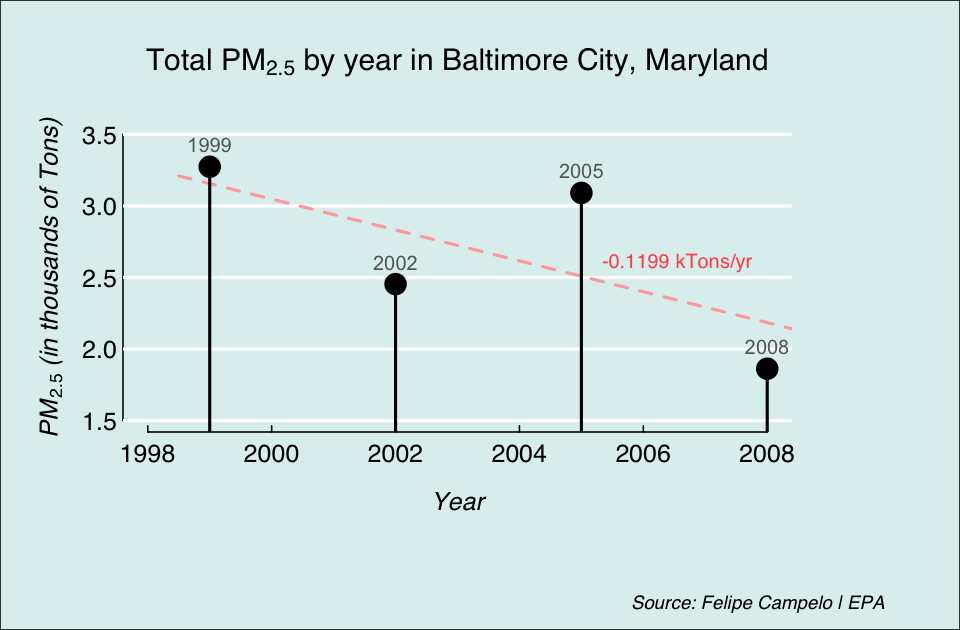 Total PM2.5 by year in Baltimore City, Maryland
PM2.5 (in thousands of Tons)
3.5
3.0
2.5
2.0
1.5
1999
2002
2005
2008
-0.1199 kTons/yr
1998 2000 2002 2004 2006 2008
Year
Source: Felipe Campelo | EPA